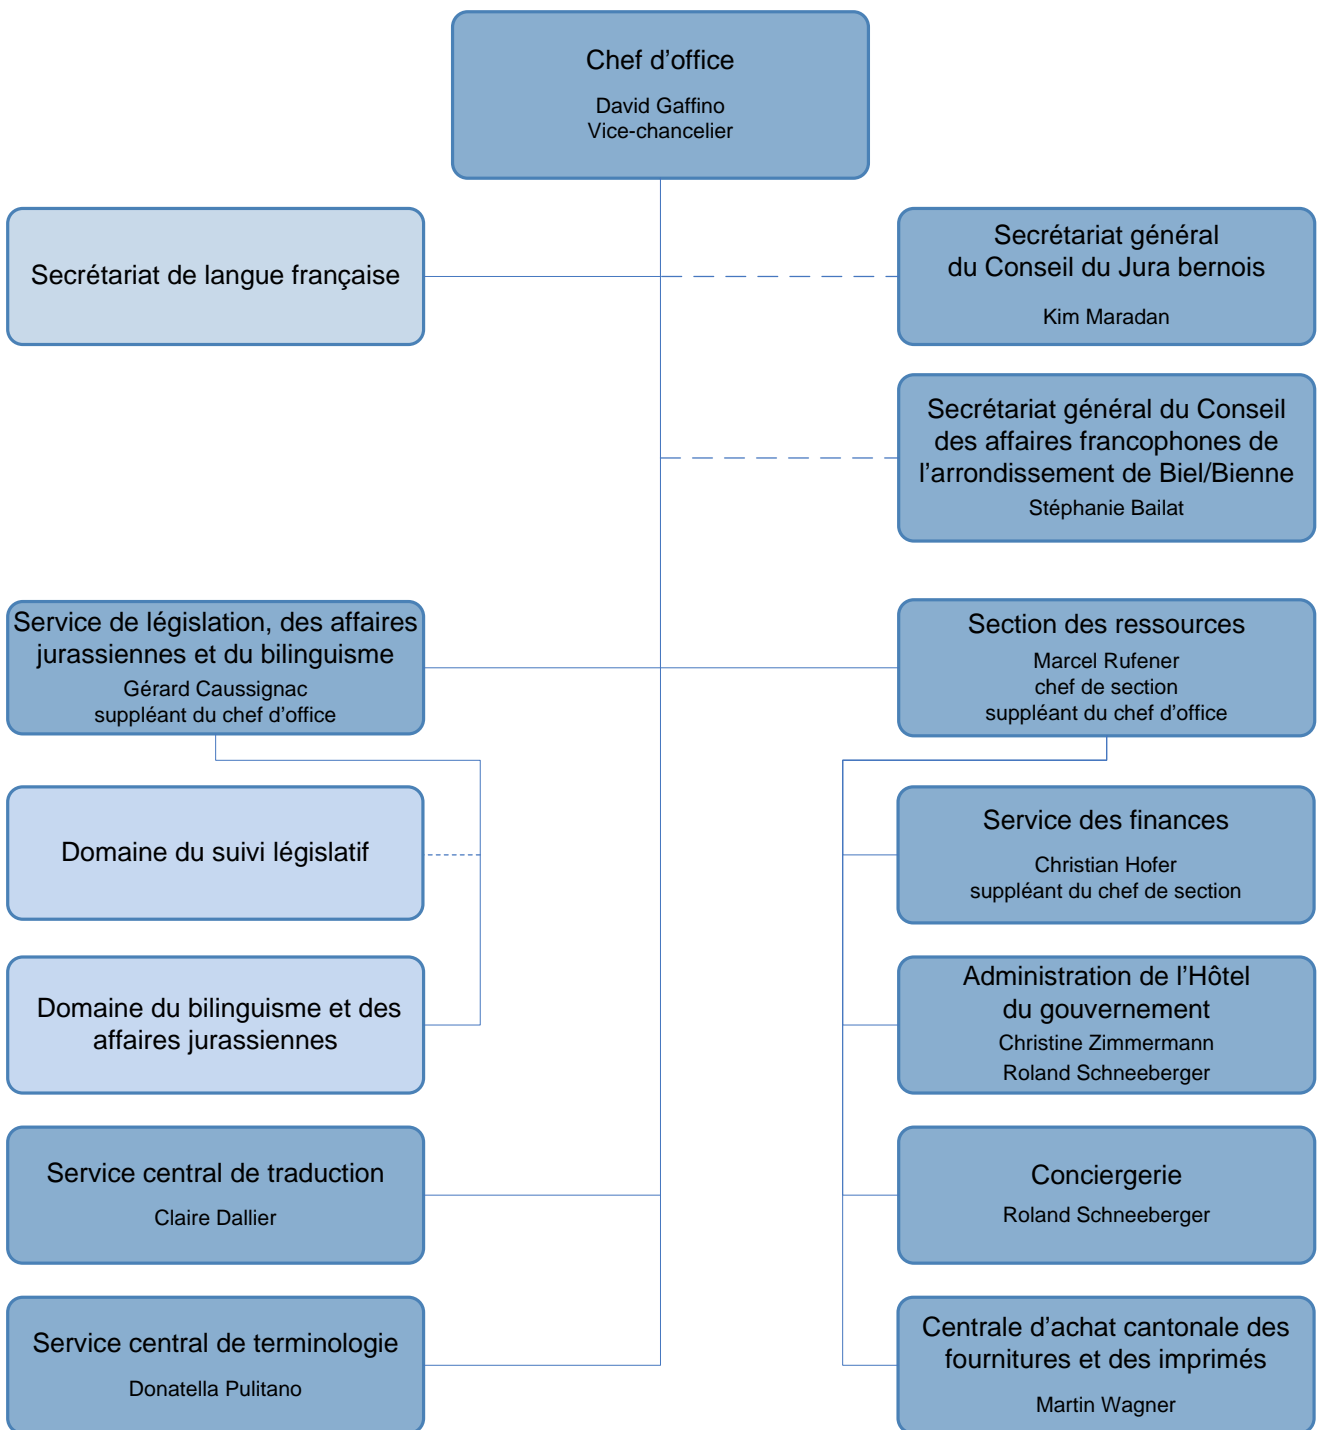 Chef d’office
David Gaffino
Vice-chancelier
Secrétariat de langue française
Secrétariat général
du Conseil du Jura bernois
Kim Maradan
Secrétariat général du Conseil
des affaires francophones de
l’arrondissement de Biel/Bienne
Stéphanie Bailat
Service de législation, des affaires
jurassiennes et du bilinguisme
Gérard Caussignac
suppléant du chef d’office
Section des ressources
Marcel Rufener
chef de section
suppléant du chef d’office
Domaine du suivi législatif
Service des finances
Christian Hofer
suppléant du chef de section
Domaine du bilinguisme et des
affaires jurassiennes
Administration de l’Hôtel
du gouvernement
Christine Zimmermann
Roland Schneeberger
Service central de traduction
Claire Dallier
Conciergerie
Roland Schneeberger
Service central de terminologie
Donatella Pulitano
Centrale d’achat cantonale des
fournitures et des imprimés
Martin Wagner